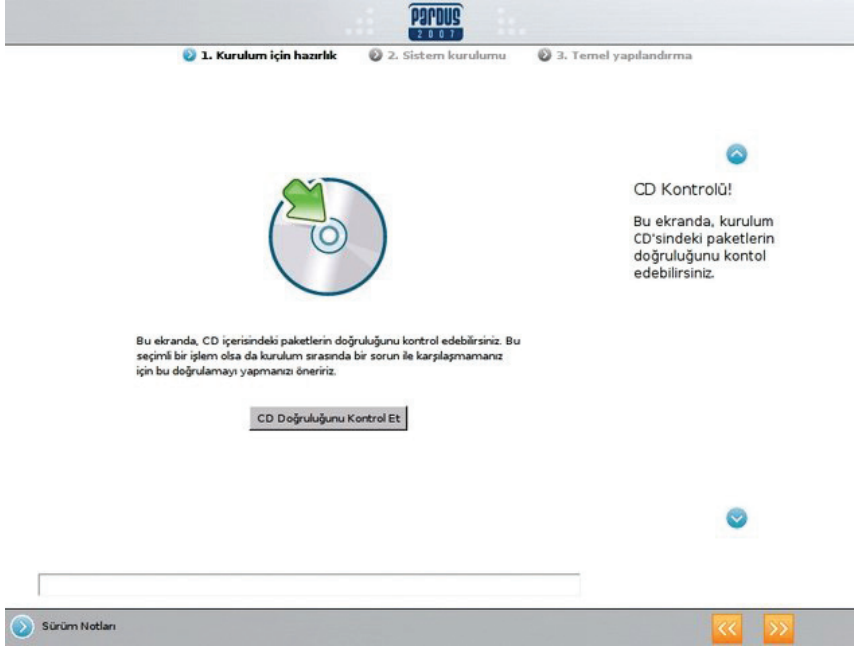 PARDUS
2007
1. Kurulum için hazırlık
2. Sistem kurulumu
3. Temel yapılandırma
CD Kontrolü!
Bu ekranda, kurulum
CD'sindeki paketlerin
doğruluğunu kontol
edebilirsiniz.
Bu ekranda, CD içerisindeki paketlerin doğruluğunu kontrol edebilirsiniz. Bu
seçimli bir işlem olsa da kurulum sırasında bir sorun ile karşılaşmamanız
için bu doğrulamayı yapmanızı öneririz.
CD Doğruluğunu Kontrol Et
Sürüm Notları